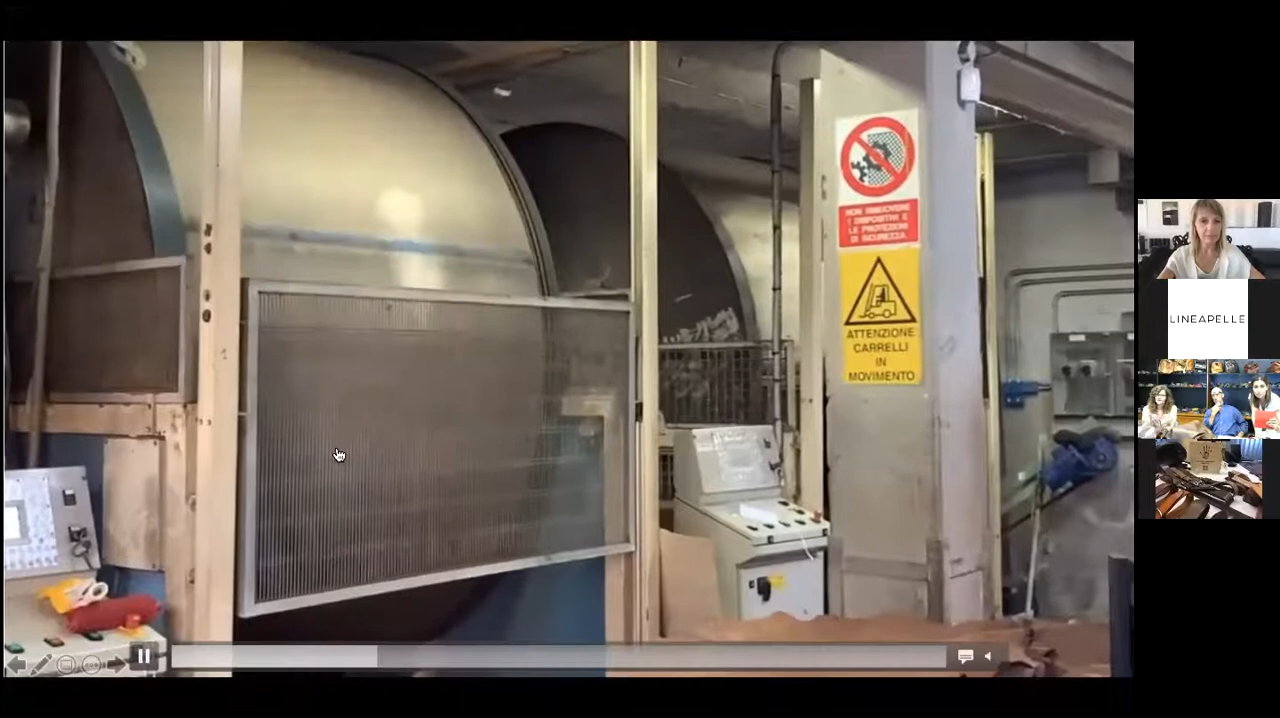 NON RIMUOVERE
I DISPOSITIVI E
LE PROTEZIONI
DI SICUREZZA
ATTENZIONE
CARRELLI
IN
MOVIMENTO
LINEAPELLE